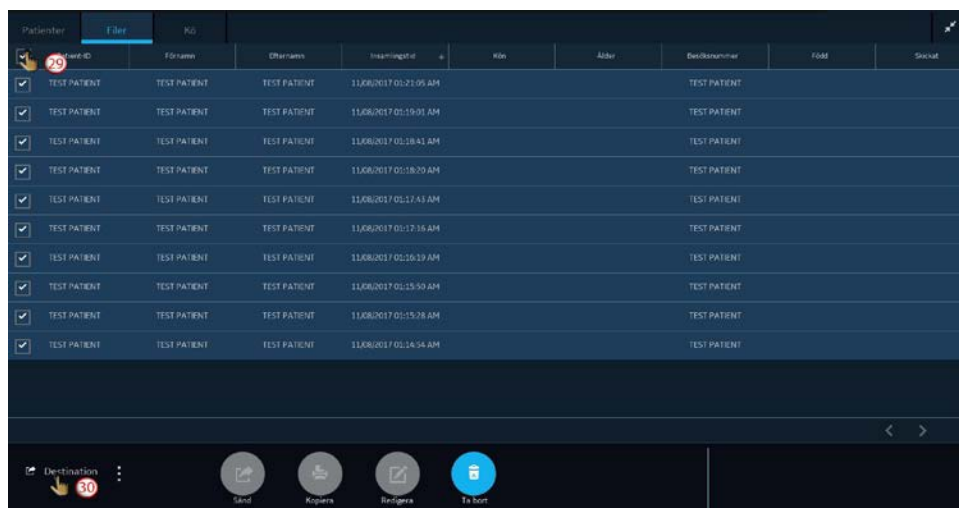 Patienter Filer Kö
29 Patient-ID Förnamn Efternamn Insamlingstid Kön Ålder Besöksnummer Född Skickat
TEST PATIENT TEST PATIENT TEST PATIENT 11/08/2017 01:21:05 AM TEST PATIENT
TEST PATIENT TEST PATIENT TEST PATIENT 11/08/2017 01:19:01 AM TEST PATIENT
TEST PATIENT TEST PATIENT TEST PATIENT 11/08/2017 01:18:41 AM TEST PATIENT
TEST PATIENT TEST PATIENT TEST PATIENT 11/08/2017 01:18:20 AM TEST PATIENT
TEST PATIENT TEST PATIENT TEST PATIENT 11/08/2017 01:17:43 AM TEST PATIENT
TEST PATIENT TEST PATIENT TEST PATIENT 11/08/2017 01:17:16 AM TEST PATIENT
TEST PATIENT TEST PATIENT TEST PATIENT 11/08/2017 01:16:19 AM TEST PATIENT
TEST PATIENT TEST PATIENT TEST PATIENT 11/08/2017 01:15:50 AM TEST PATIENT
TEST PATIENT TEST PATIENT TEST PATIENT 11/08/2017 01:15:28 AM TEST PATIENT
TEST PATIENT TEST PATIENT TEST PATIENT 11/08/2017 01:14:54 AM TEST PATIENT
Destination
30
Sänd Kopiera Redigera Ta bort